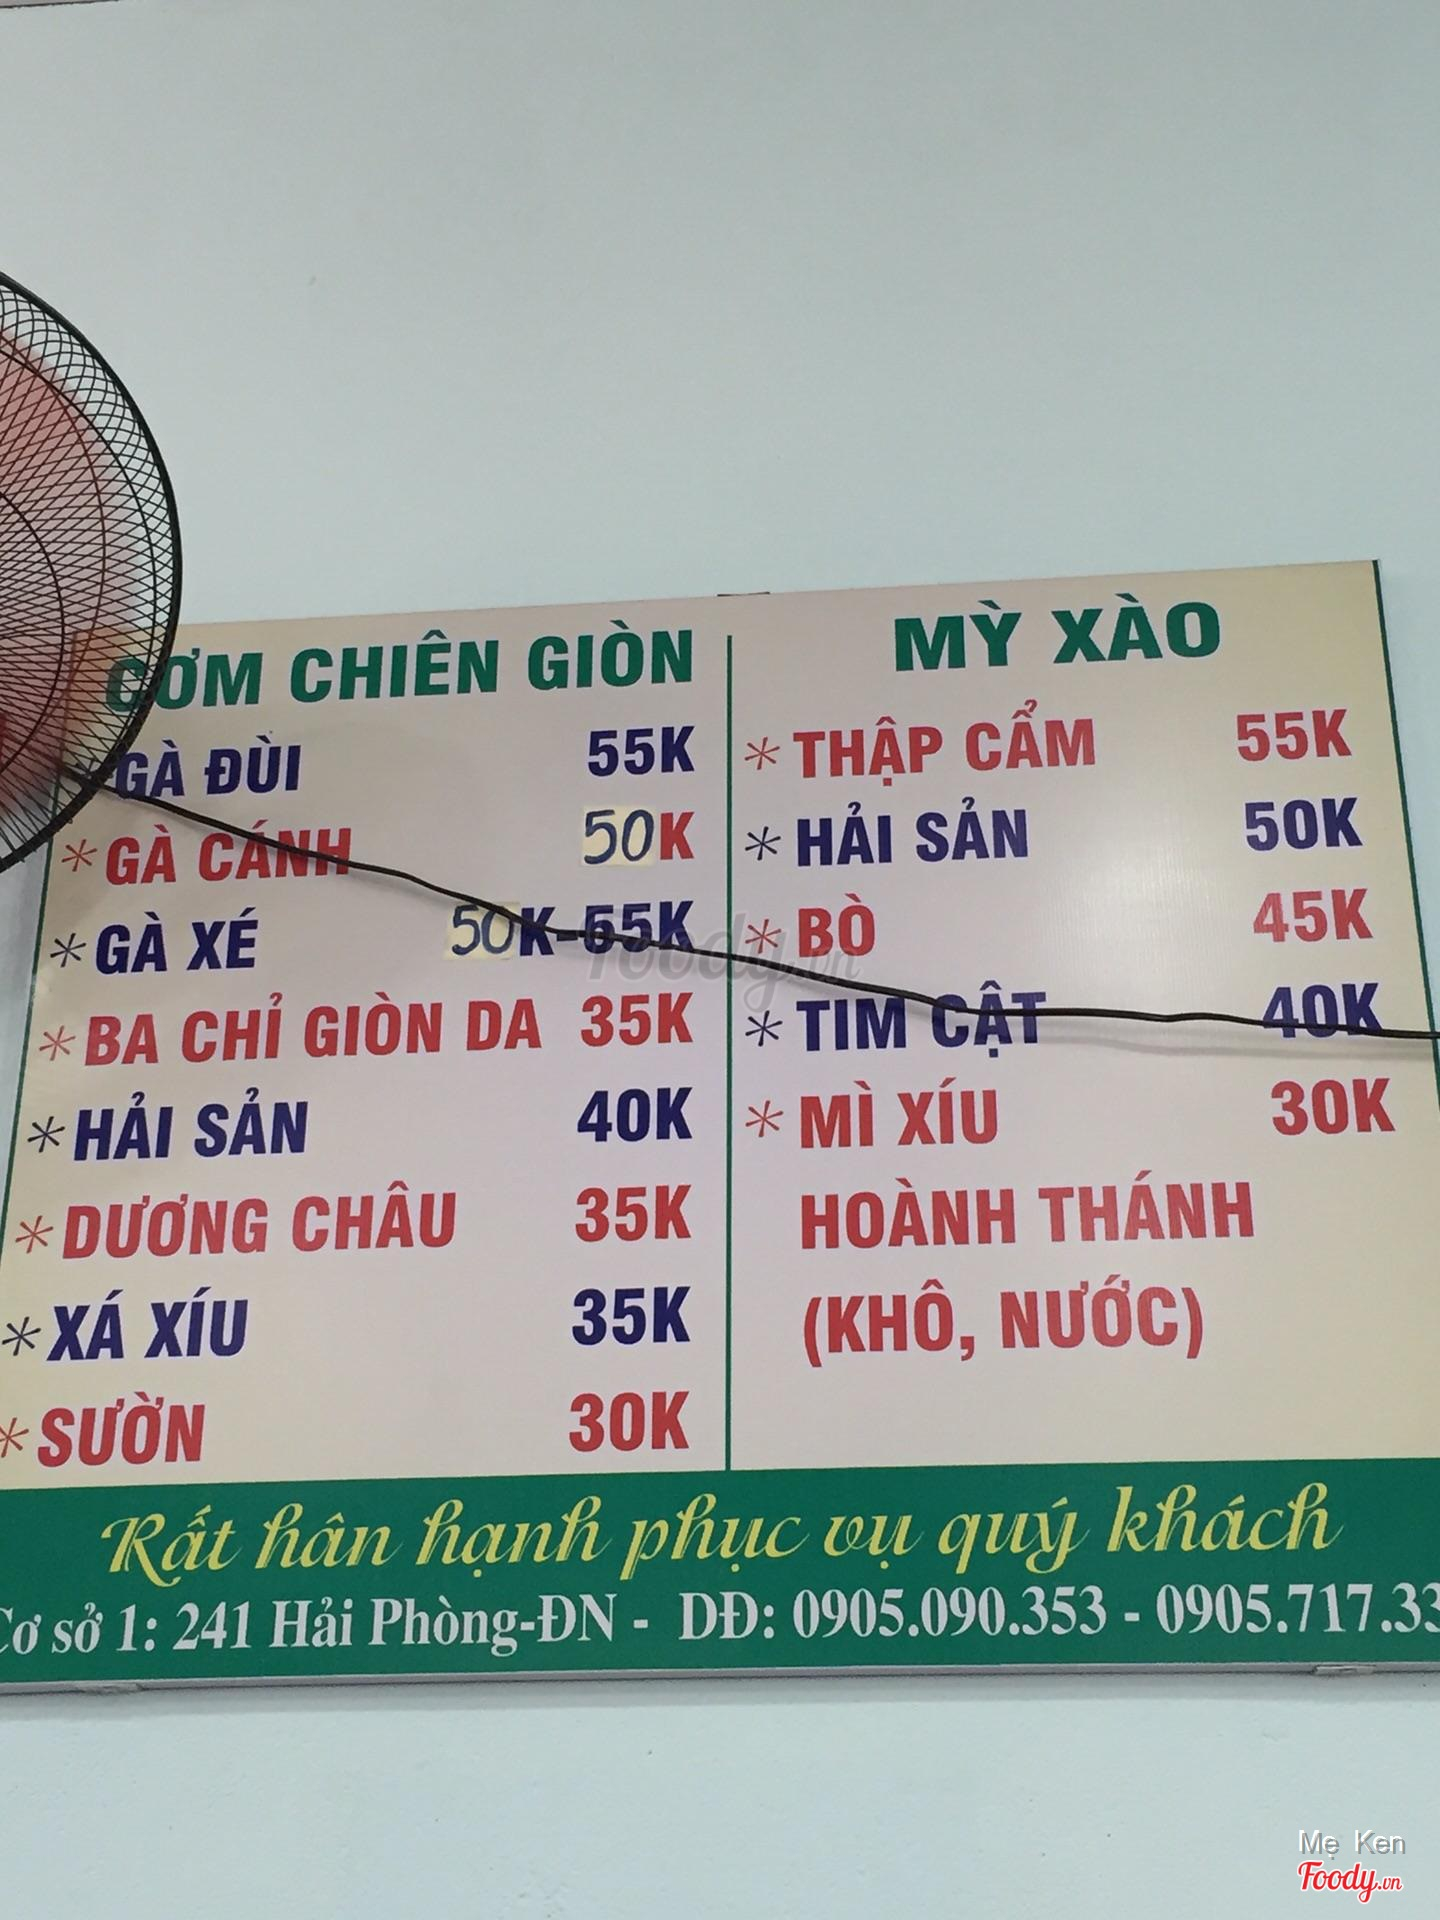 CƠM CHIÊN GIÒN
* GÀ ĐÙI 55K
* GÀ CÁNH 50K
* GÀ XÉ 50K-65K
* BA CHỈ GIÒN DA 35K
* HẢI SẢN 40K
* DƯƠNG CHÂU 35K
* XÁ XÍU 35K
* SƯỜN 30K
MỲ XÀO
* THẬP CẨM 55K
* HẢI SẢN 50K
* BÒ 45K
* TIM CẬT 40K
* MÌ XÍU 30K
HOÀNH THÁNH
(KHÔ, NƯỚC)
Rất hân hạnh phục vụ quý khách
Cơ sở 1: 241 Hải Phòng-ĐN - DĐ: 0905.090.353 - 0905.717.33
Foody.vn
Mẹ Ken
Foody.vn